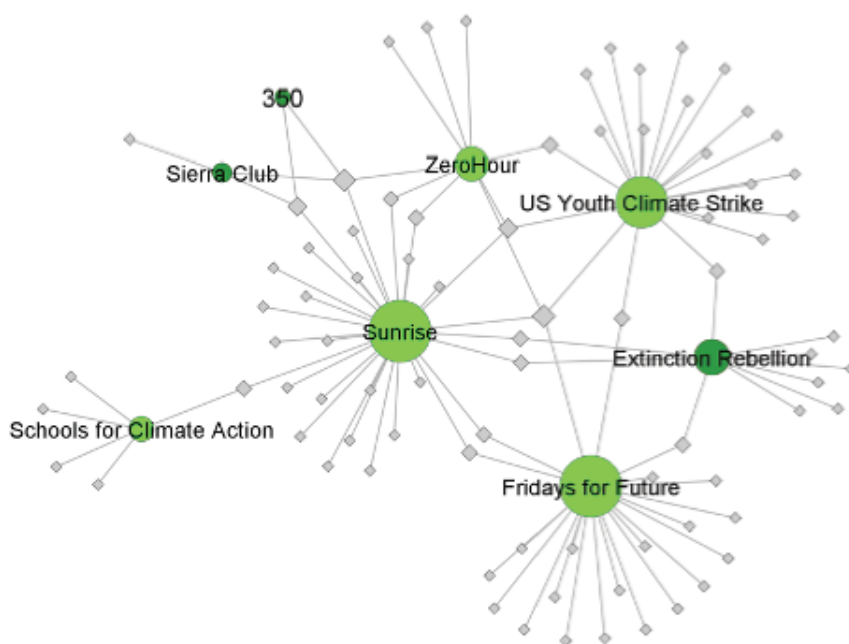 350
ZeroHour
Sierra Club
US Youth Climate Strike
Sunrise
Extinction Rebellion
Schools for Climate Action
Fridays for Future